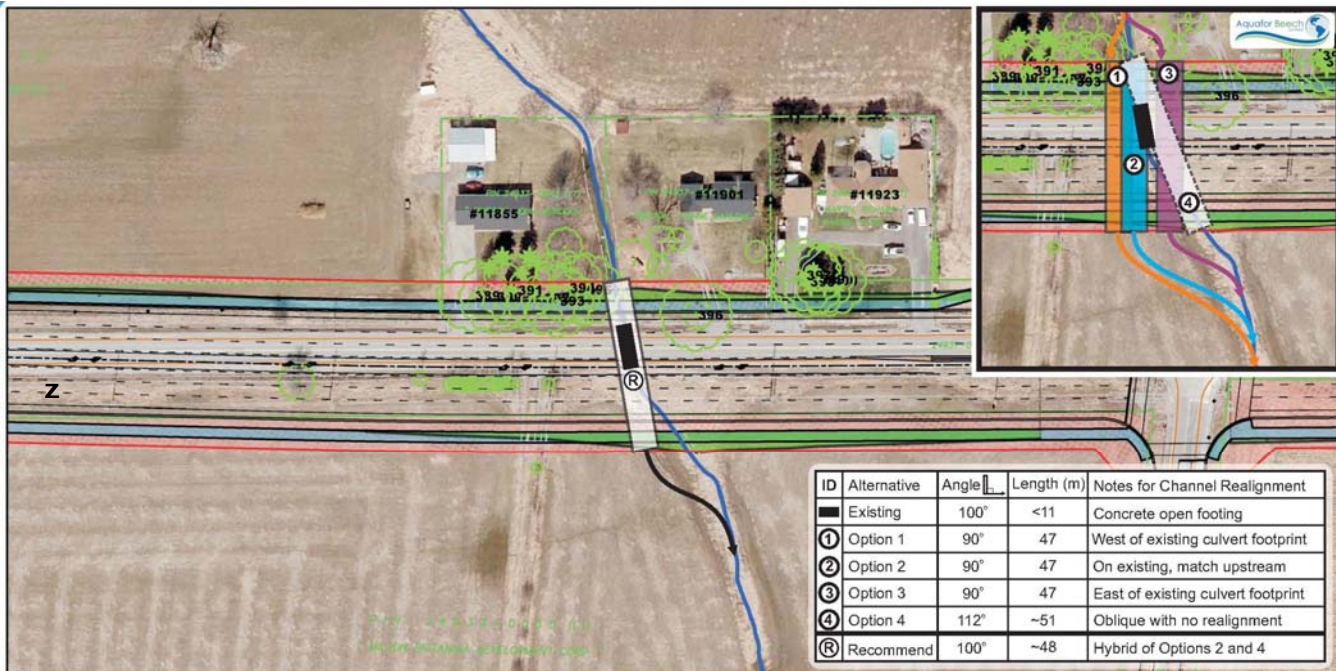 Aquafor Beech
391
393
396
1
3
2
4
#11855
#11901
#11923
391
393
396
R
Z
ID Alternative Angle Length (m) Notes for Channel Realignment
Existing 100° <11 Concrete open footing
1 Option 1 90° 47 West of existing culvert footprint
2 Option 2 90° 47 On existing, match upstream
3 Option 3 90° 47 East of existing culvert footprint
4 Option 4 112° ~51 Oblique with no realignment
R Recommend 100° ~48 Hybrid of Options 2 and 4